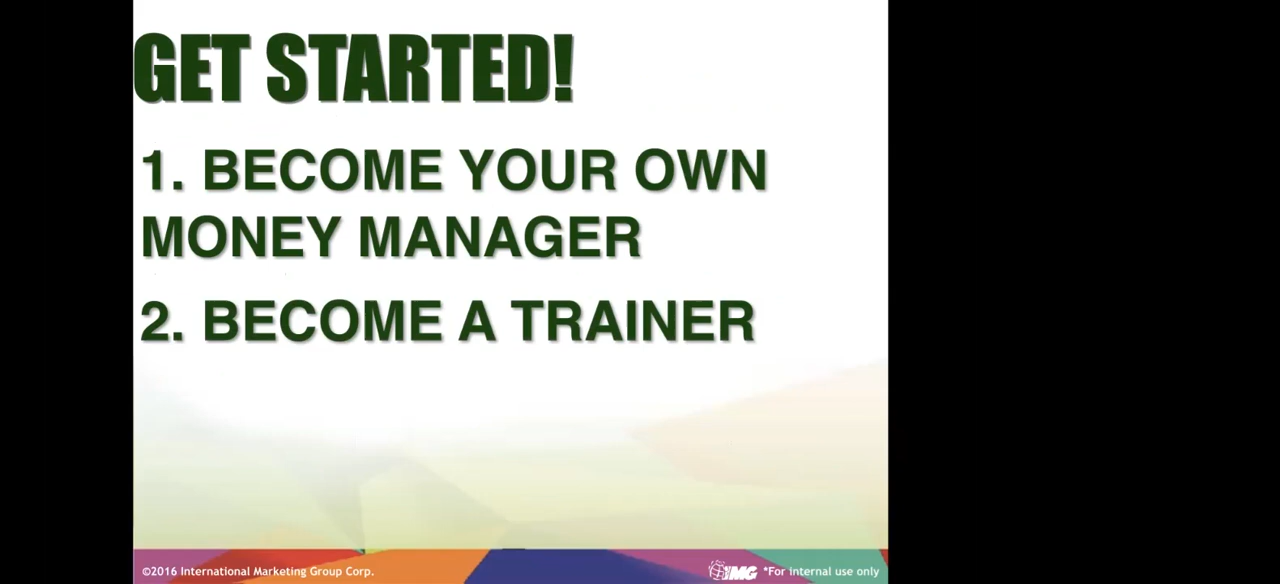 GET STARTED!
1. BECOME YOUR OWN
MONEY MANAGER
2. BECOME A TRAINER
©2016 International Marketing Group Corp. IMG *For internal use only